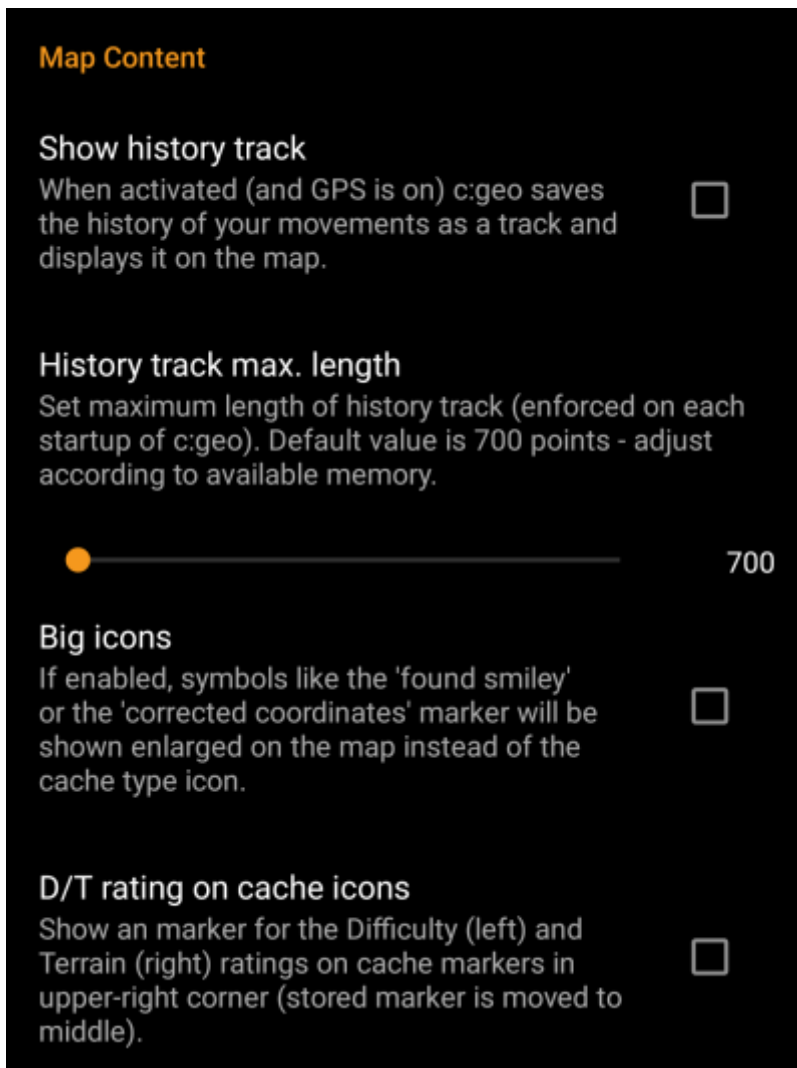 Map Content
Show history track
When activated (and GPS is on) c:geo saves
the history of your movements as a track and
displays it on the map.
History track max. length
Set maximum length of history track (enforced on each
startup of c:geo). Default value is 700 points - adjust
according to available memory.
700
Big icons
If enabled, symbols like the 'found smiley'
or the 'corrected coordinates' marker will be
shown enlarged on the map instead of the
cache type icon.
D/T rating on cache icons
Show an marker for the Difficulty (left) and
Terrain (right) ratings on cache markers in
upper-right corner (stored marker is moved to
middle).